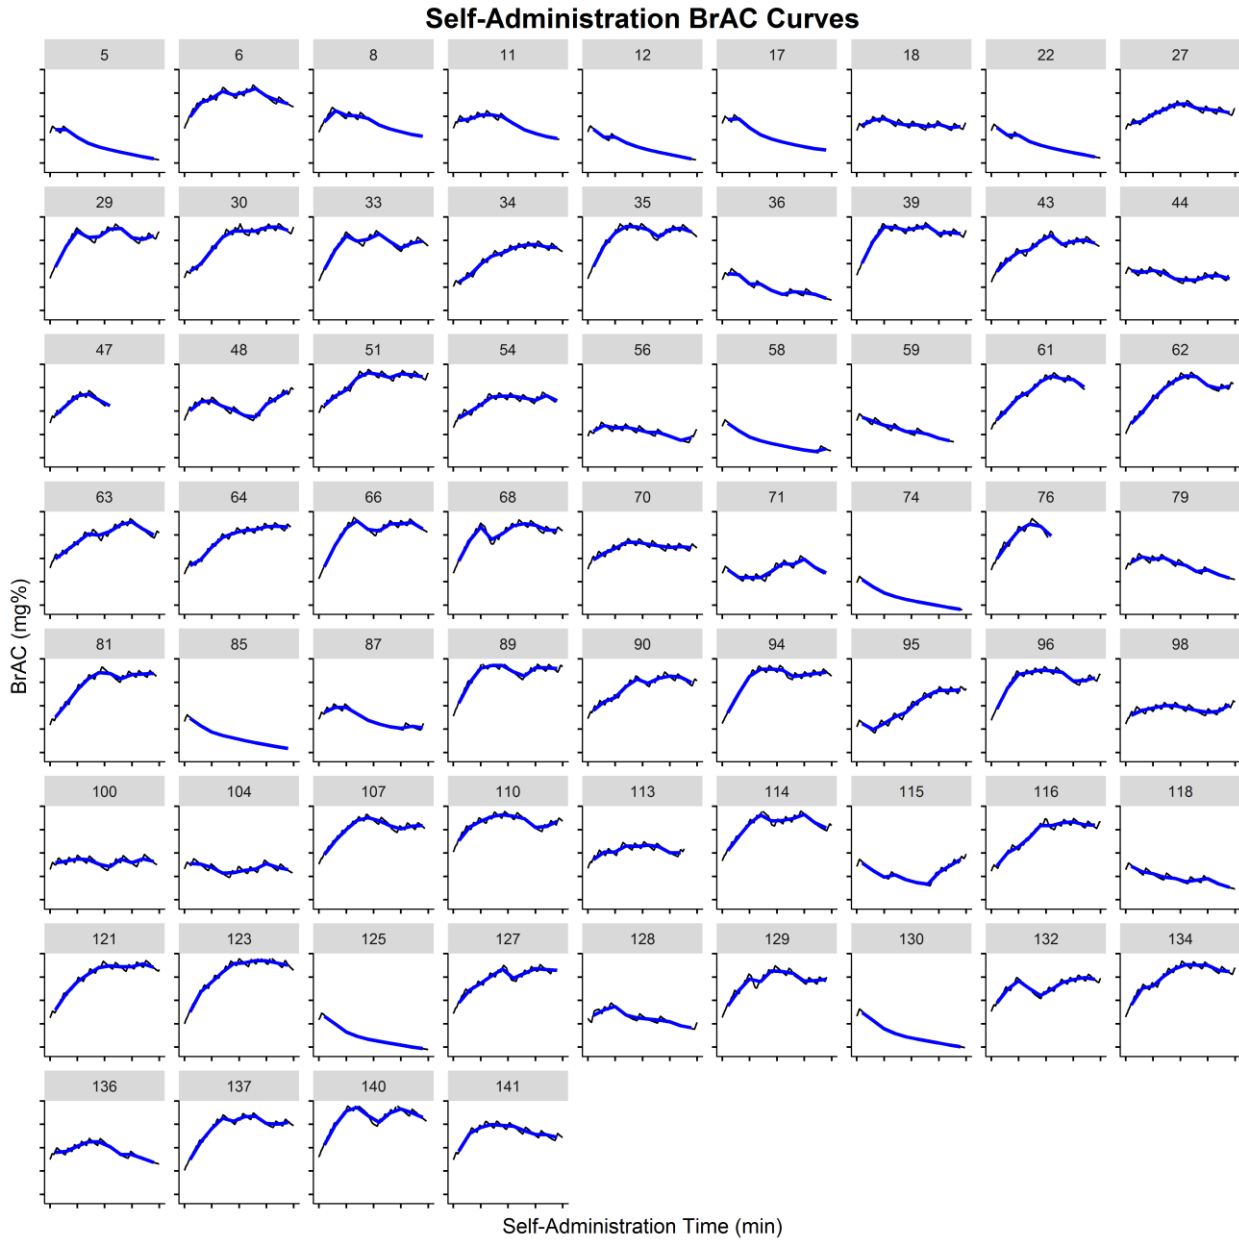 Self-Administration BrAC Curves
5 6 8 11 12 17 18 22 27
29 30 33 34 35 36 39 43 44
47 48 51 54 56 58 59 61 62
63 64 66 68 70 71 74 76 79
81 85 87 89 90 94 95 96 98
100 104 107 110 113 114 115 116 118
121 123 125 127 128 129 130 132 134
136 137 140 141
BrAC (mg%)
Self-Administration Time (min)